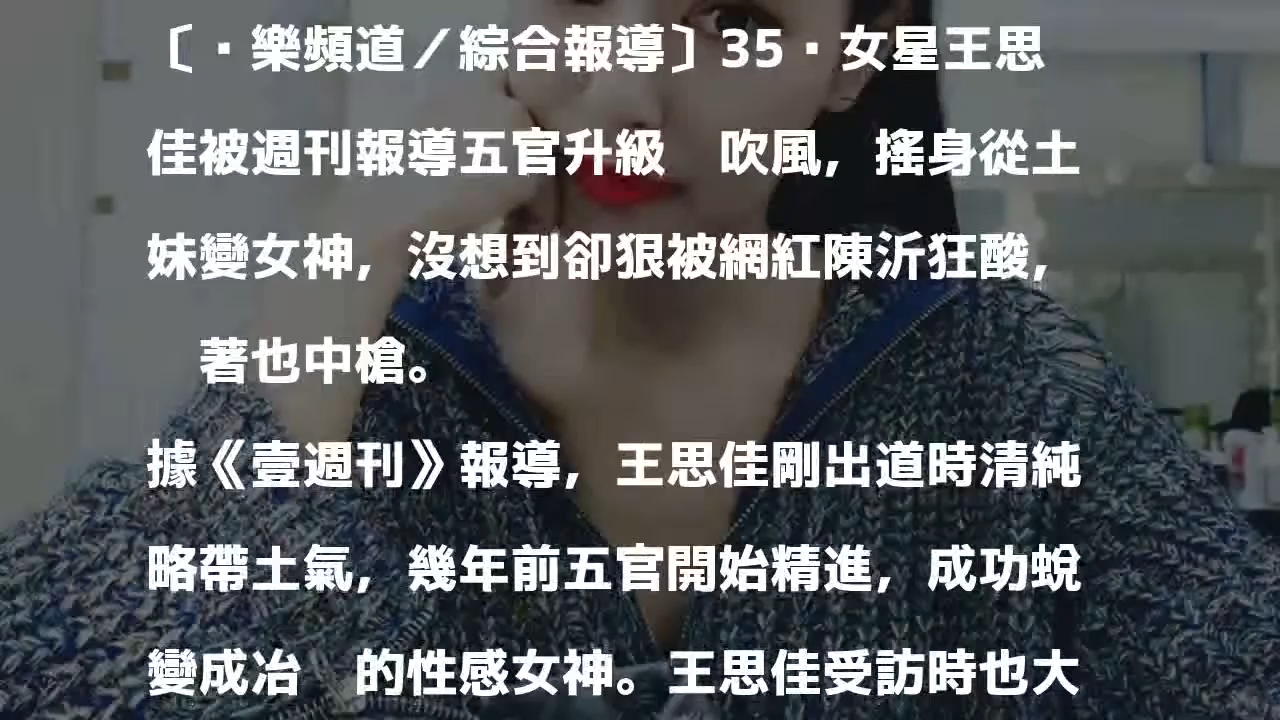 〔·樂頻道／綜合報導〕35·女星王思
佳被週刊報導五官升級　吹風，搖身從土
妹變女神，沒想到卻狠被網紅陳沂狂酸，
　著也中槍。
據《壹週刊》報導，王思佳剛出道時清純
略帶土氣，幾年前五官開始精進，成功蛻
變成冶　的性感女神。王思佳受訪時也大